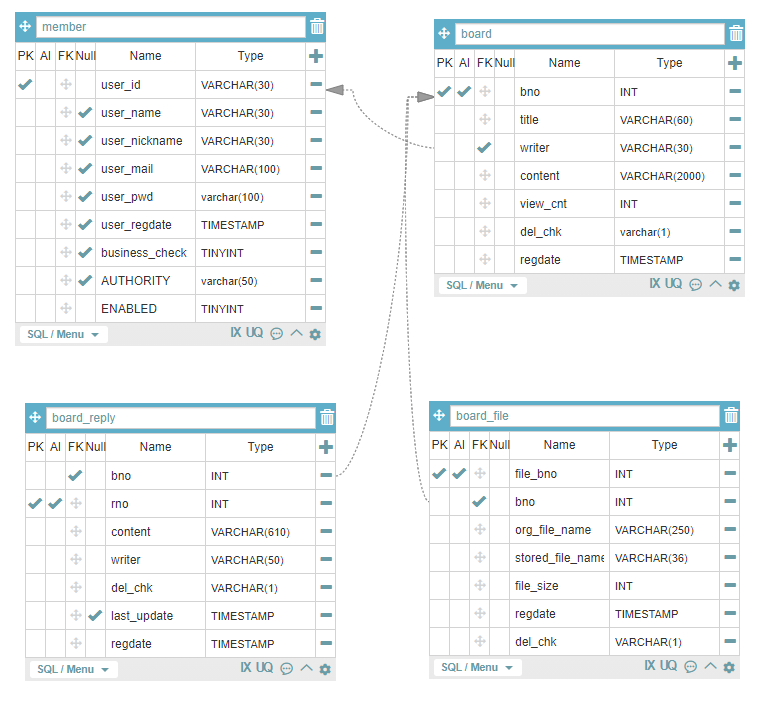 member
PK AI FK Null Name Type
user_id VARCHAR(30)
user_name VARCHAR(30)
user_nickname VARCHAR(30)
user_mail VARCHAR(100)
user_pwd varchar(100)
user_regdate TIMESTAMP
business_check TINYINT
AUTHORITY varchar(50)
ENABLED TINYINT
SQL / Menu IX UQ
board
PK AI FK Null Name Type
bno INT
title VARCHAR(60)
writer VARCHAR(30)
content VARCHAR(2000)
view_cnt INT
del_chk varchar(1)
regdate TIMESTAMP
SQL / Menu IX UQ
board_reply
PK AI FK Null Name Type
bno INT
rno INT
content VARCHAR(610)
writer VARCHAR(50)
del_chk VARCHAR(1)
last_update TIMESTAMP
regdate TIMESTAMP
SQL / Menu IX UQ
board_file
PK AI FK Null Name Type
file_bno INT
bno INT
org_file_name VARCHAR(250)
stored_file_name VARCHAR(36)
file_size INT
regdate TIMESTAMP
del_chk VARCHAR(1)
SQL / Menu IX UQ